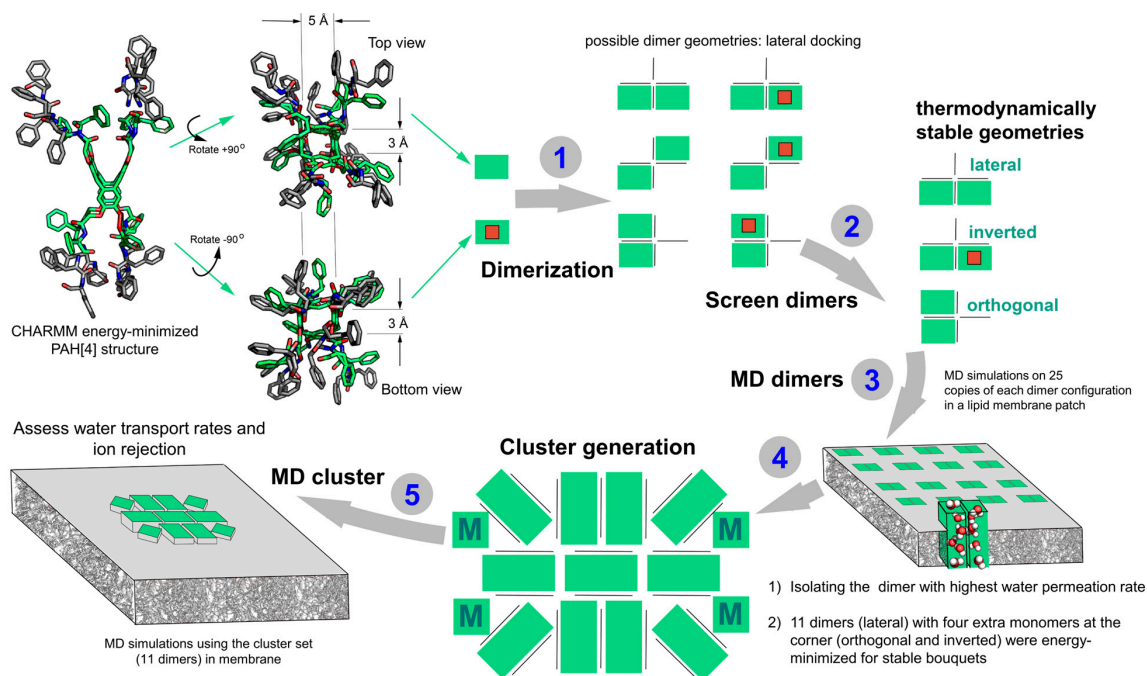 5 Å
Top view
Rotate +90°
3 Å
Rotate -90°
3 Å
Bottom view
CHARMM energy-minimized
PAH[4] structure
possible dimer geometries: lateral docking
1
Dimerization
2
Screen dimers
thermodynamically
stable geometries
lateral
inverted
orthogonal
MD dimers
3
MD simulations on 25
copies of each dimer configuration
in a lipid membrane patch
4
1) Isolating the dimer with highest water permeation rate
2) 11 dimers (lateral) with four extra monomers at the
corner (orthogonal and inverted) were energy-
minimized for stable bouquets
Cluster generation
M
M
M
M
MD cluster
5
Assess water transport rates and
ion rejection
MD simulations using the cluster set
(11 dimers) in membrane